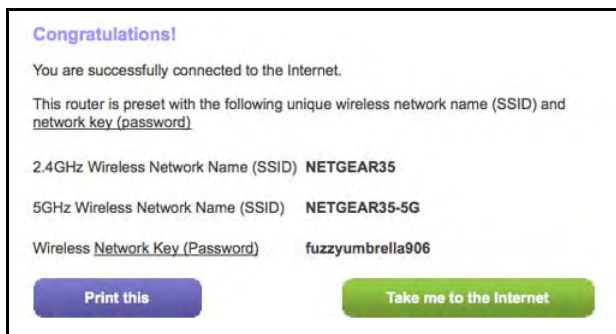 Congratulations!
You are successfully connected to the Internet.
This router is preset with the following unique wireless network name (SSID) and
network key (password)
2.4GHz Wireless Network Name (SSID) NETGEAR35
5GHz Wireless Network Name (SSID) NETGEAR35-5G
Wireless Network Key (Password) fuzzyumbrella906
Print this Take me to the Internet